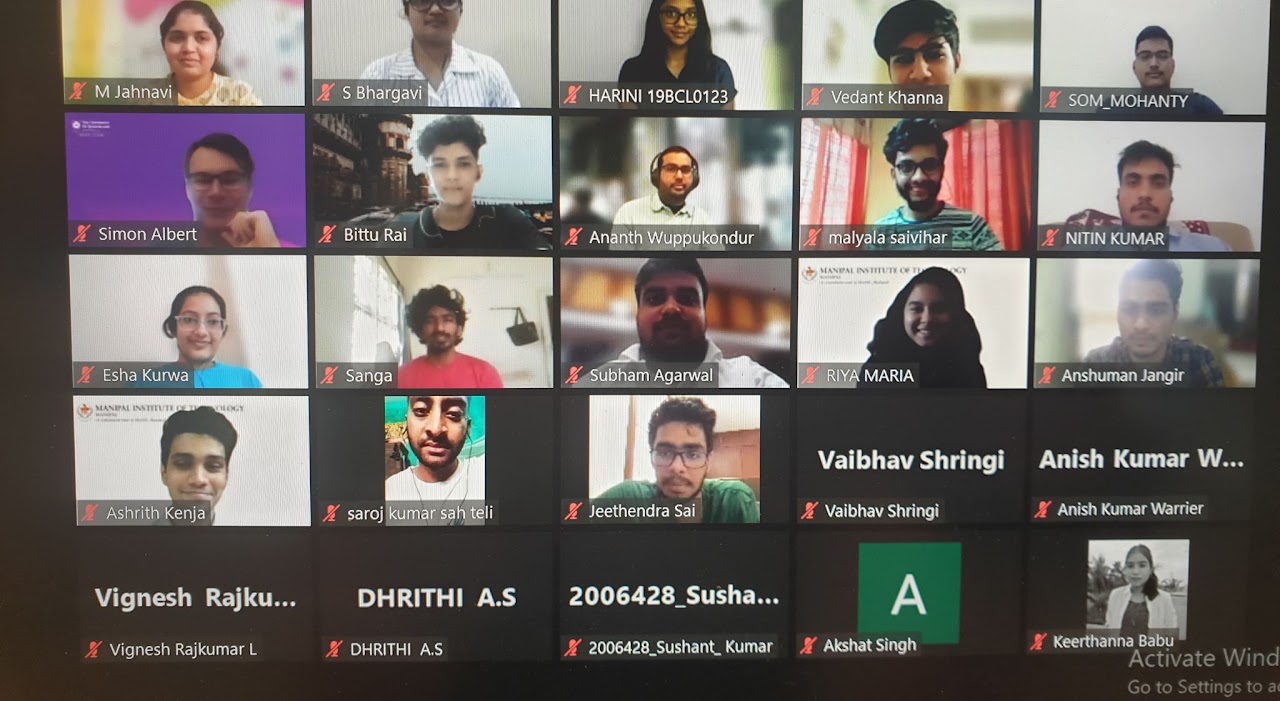 M Jahnavi
S Bhargavi
HARINI 19BCL0123
Vedant Khanna
SOM_MOHANTY
Simon Albert
Bittu Rai
Ananth Wuppukondur
malyala saivihar
NITIN KUMAR
MANIPAL INSTITUTE OF TECHNOLOGY
Esha Kurwa
Sanga
Subham Agarwal
RIYA MARIA
Anshuman Jangir
MANIPAL INSTITUTE OF TECHNOLOGY
Ashrith Kenja
saroj kumar sah teli
Jeethendra Sai
Vaibhav Shringi
Vaibhav Shringi
Anish Kumar W...
Anish Kumar Warrier
Vignesh Rajku...
Vignesh Rajkumar L
DHRITHI A.S
DHRITHI A.S
2006428_Susha...
2006428_Sushant_ Kumar
A
Akshat Singh
Keerthanna Babu
Activate Wind
Go to Settings to a